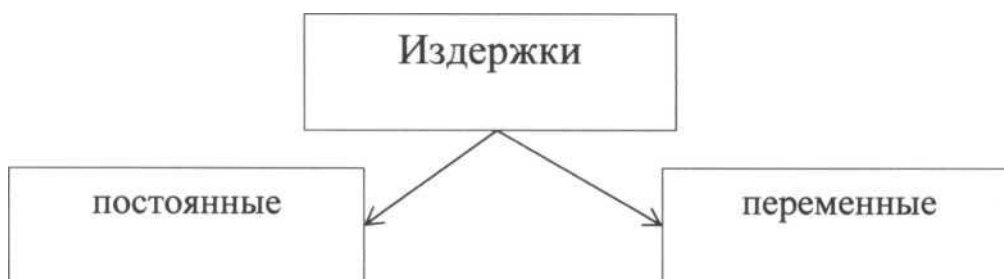 Издержки
постоянные
переменные